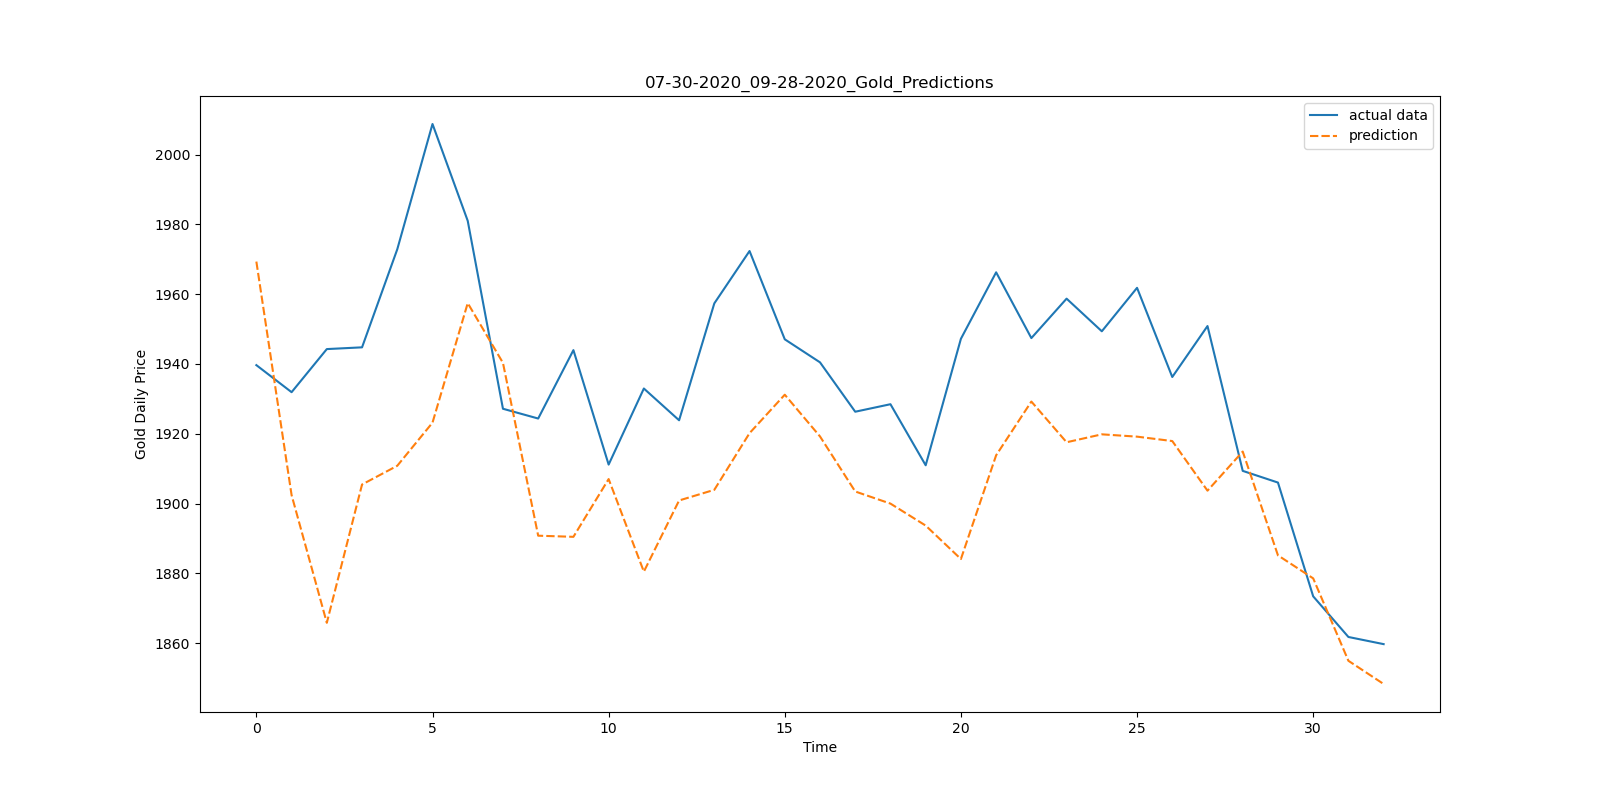 07-30-2020_09-28-2020_Gold_Predictions
actual data
prediction
2000
1980
1960
1940
1920
1900
1880
1860
Gold Daily Price
0 5 10 15 20 25 30
Time